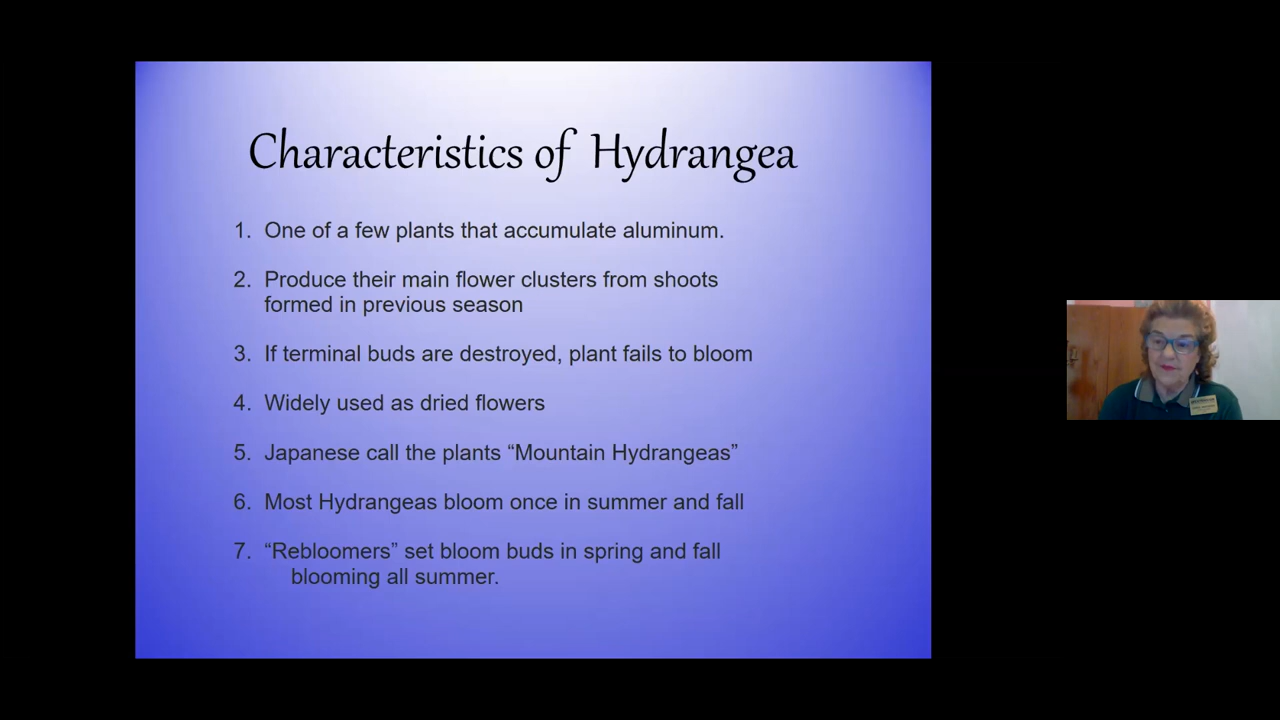 Characteristics of Hydrangea
1. One of a few plants that accumulate aluminum.
2. Produce their main flower clusters from shoots
formed in previous season
3. If terminal buds are destroyed, plant fails to bloom
4. Widely used as dried flowers
5. Japanese call the plants “Mountain Hydrangeas”
6. Most Hydrangeas bloom once in summer and fall
7. “Rebloomers” set bloom buds in spring and fall
blooming all summer.